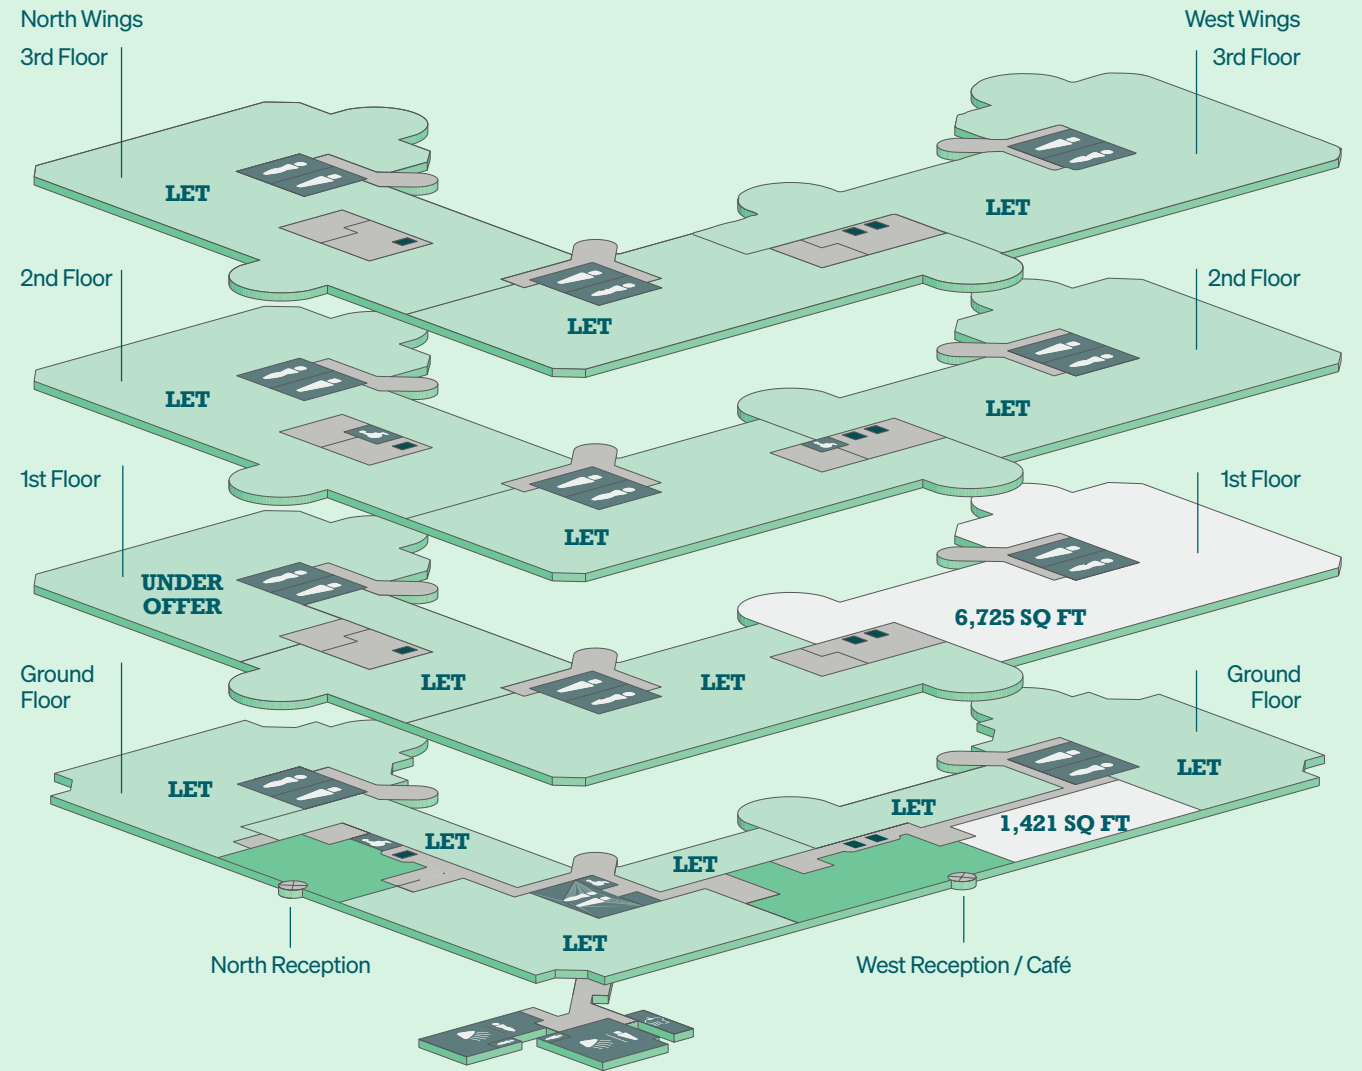 North Wings
West Wings
3rd Floor
3rd Floor
LET
LET
LET
2nd Floor
2nd Floor
LET
LET
LET
1st Floor
1st Floor
UNDER
OFFER
6,725 SQ FT
LET
LET
Ground
Floor
Ground
Floor
LET
LET
LET
1,421 SQ FT
LET
LET
LET
North Reception
West Reception / Café